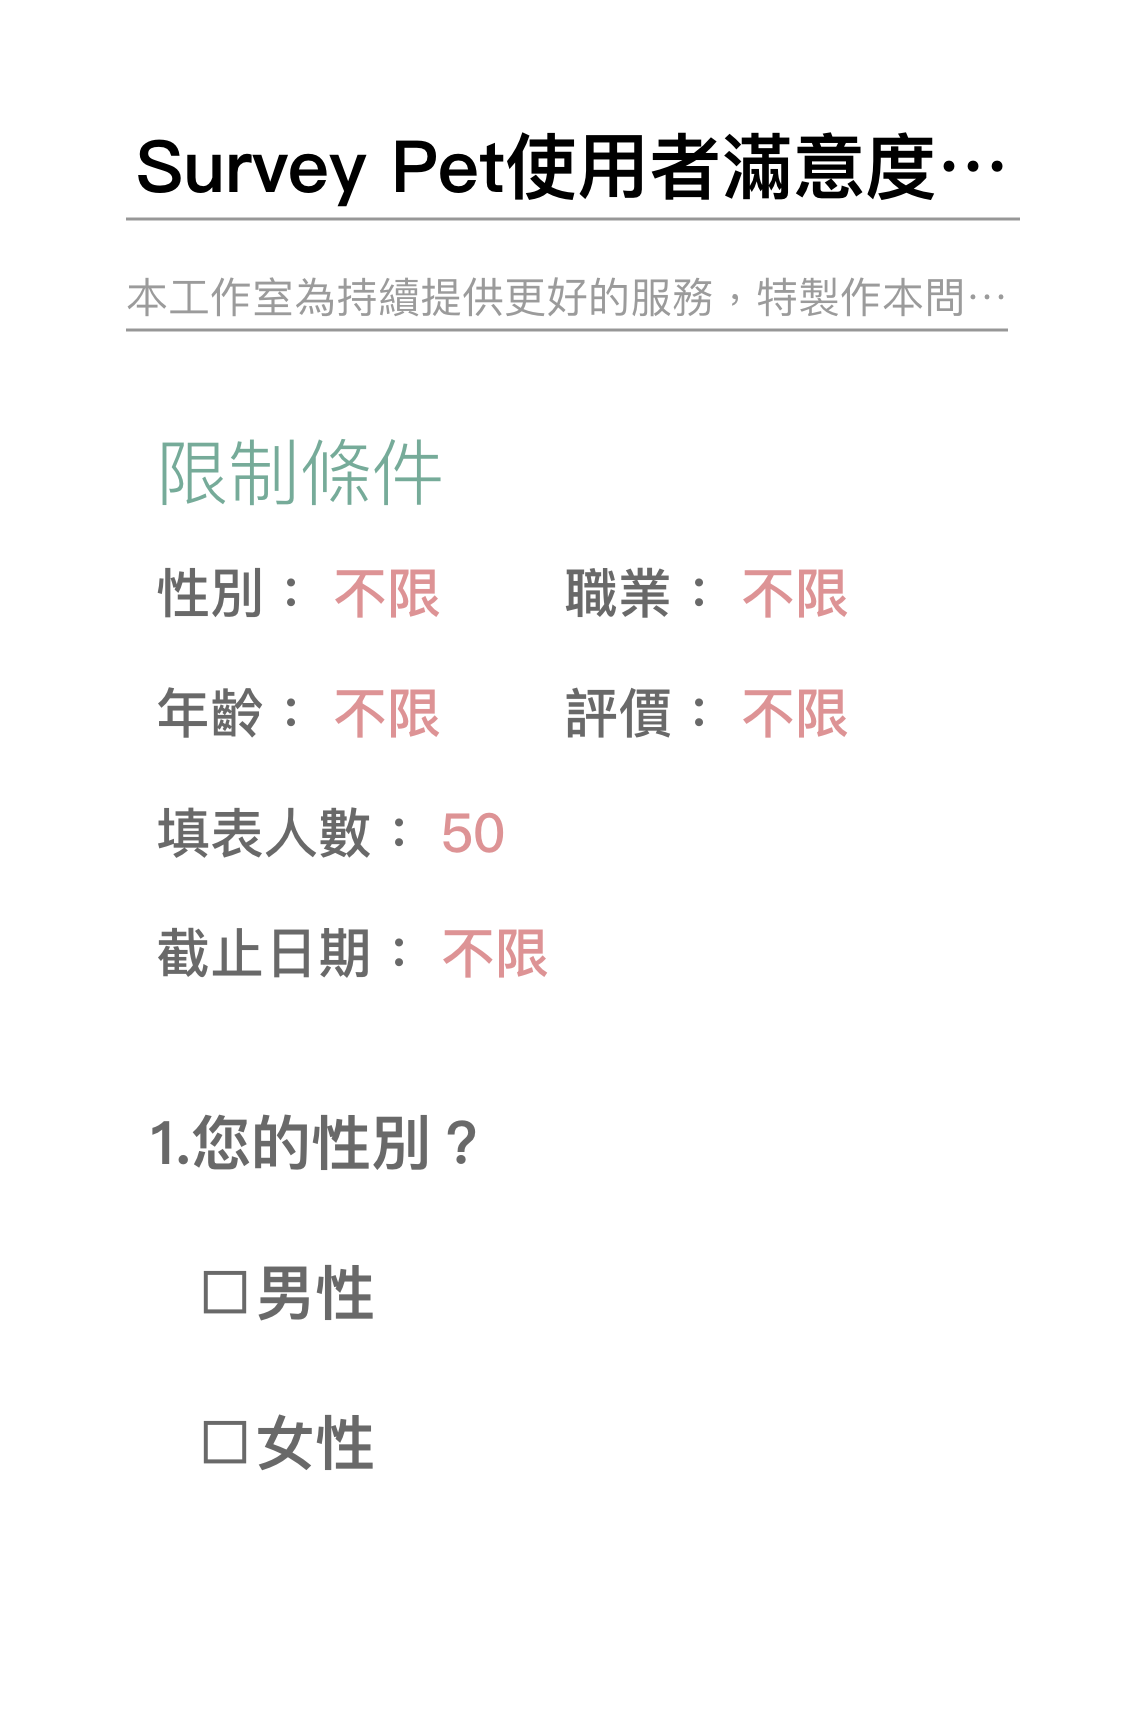 Survey Pet使用者滿意度…
本工作室為持續提供更好的服務，特製作本問…
限制條件
性別： 不限 職業： 不限
年齡： 不限 評價： 不限
填表人數： 50
截止日期： 不限
1.您的性別？
□男性
□女性